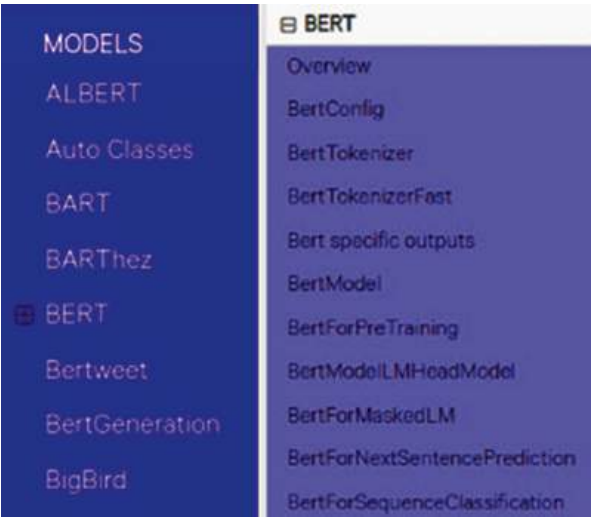 MODELS
ALBERT
Auto Classes
BART
BARThez
BERT
Bertweet
BertGeneration
BigBird
BERT
Overview
BertConfig
BertTokenizer
BertTokenizerFast
Bert specific outputs
BertModel
BertForPreTraining
BertModelLMHeadModel
BertForMaskedLM
BertForNextSentencePrediction
BertForSequenceClassification